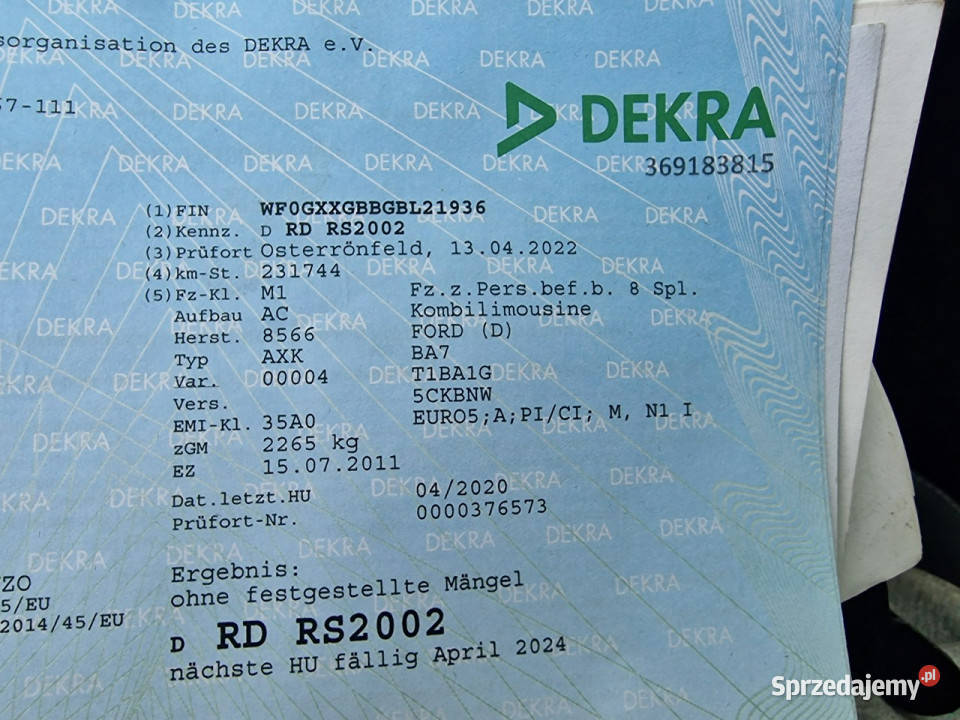 sorganisation des DEKRA e.V.
57-111
DEKRA
369183815
(1) FIN WF0GXXGBBGBL21936
(2) Kennz. D RD RS2002
(3) Prüfort Osterrönfeld, 13.04.2022
(4) km-St. 231744
(5) Fz-Kl. M1 Fz.z.Pers.bef.b. 8 Spl.
Aufbau AC Kombilimousine
Herst. 8566 FORD (D)
Typ AXK BA7
Var. 00004 T1BA1G
Vers. 5CKBNW
EMI-Kl. 35A0 EURO5;A;PI/CI; M, N1 I
zGM 2265 kg
EZ 15.07.2011
Dat.letzt.HU 04/2020
Prüfort-Nr. 0000376573
Ergebnis:
ohne festgestellte Mängel
D RD RS2002
nächste HU fällig April 2024
ZO
5/EU
2014/45/EU
Sprzedajemy.pl